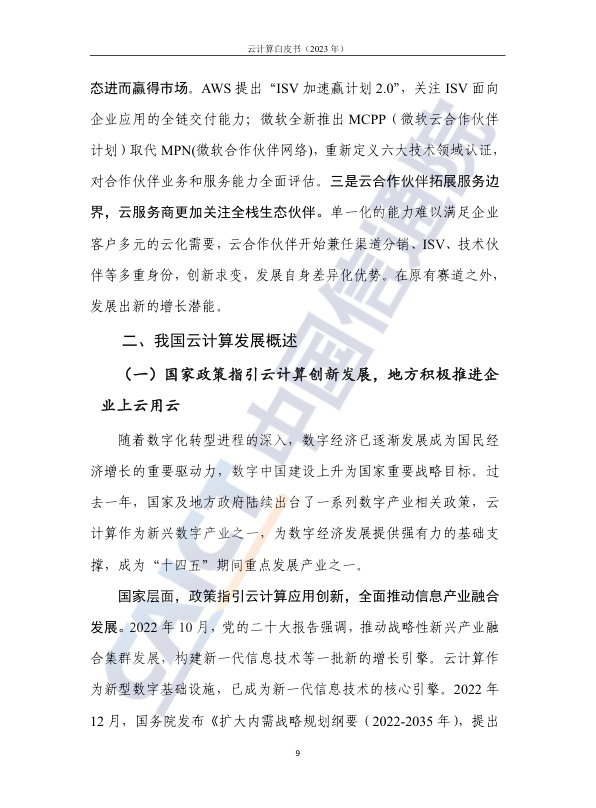 云计算白皮书（2023 年）
态进而赢得市场。AWS 提出“ISV 加速赢计划 2.0”，关注 ISV 面向
企业应用的全链交付能力；微软全新推出 MCPP（微软云合作伙伴
计划）取代 MPN(微软合作伙伴网络)，重新定义六大技术领域认证，
对合作伙伴业务和服务能力全面评估。三是云合作伙伴拓展服务边
界，云服务商更加关注全栈生态伙伴。单一化的能力难以满足企业
客户多元的云化需要，云合作伙伴开始兼任渠道分销、ISV、技术伙
伴等多重身份，创新求变，发展自身差异化优势。在原有赛道之外，
发展出新的增长潜能。
二、我国云计算发展概述
（一）国家政策指引云计算创新发展，地方积极推进企
业上云用云
随着数字化转型进程的深入，数字经济已逐渐发展成为国民经
济增长的重要驱动力，数字中国建设上升为国家重要战略目标。过
去一年，国家及地方政府陆续出台了一系列数字产业相关政策，云
计算作为新兴数字产业之一，为数字经济发展提供强有力的基础支
撑，成为“十四五”期间重点发展产业之一。
国家层面，政策指引云计算应用创新，全面推动信息产业融合
发展。2022 年 10 月，党的二十大报告强调，推动战略性新兴产业融
合集群发展，构建新一代信息技术等一批新的增长引擎。云计算作
为新型数字基础设施，已成为新一代信息技术的核心引擎。2022 年
12 月，国务院发布《扩大内需战略规划纲要（2022-2035 年），提出
9
CAICT 中国信通院